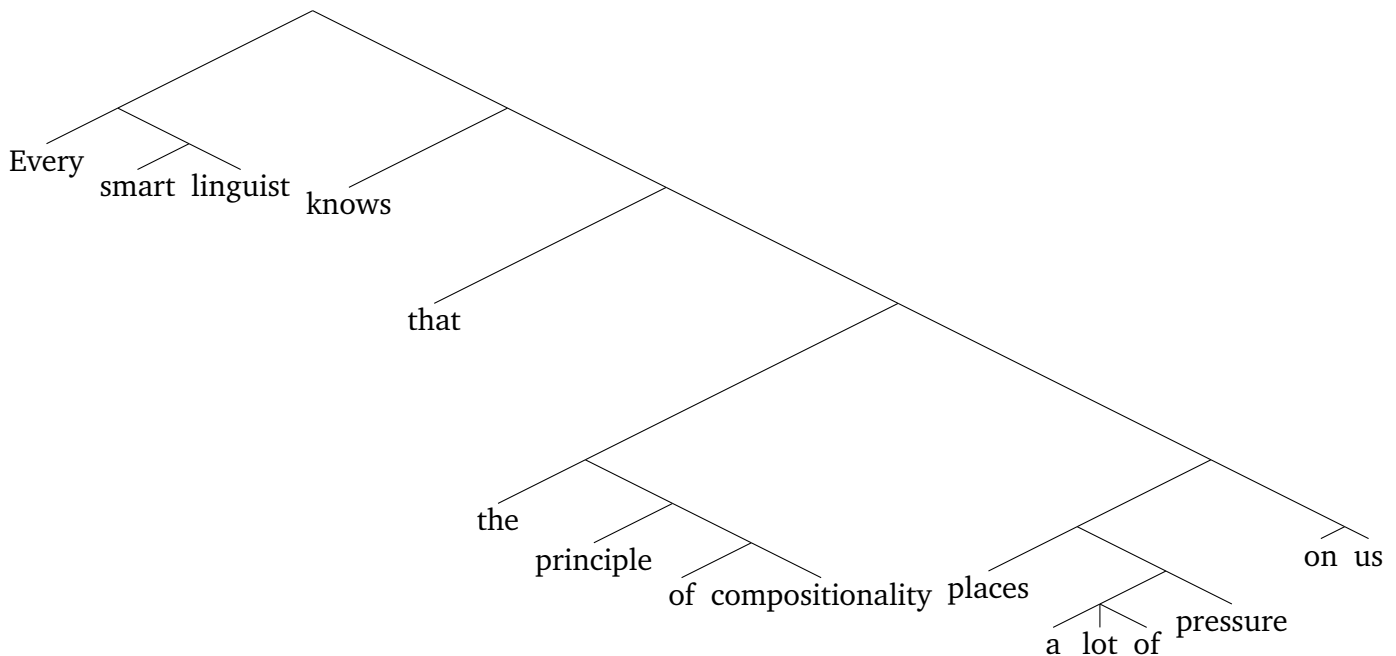 Every smart linguist knows that the principle of compositionality places a lot of pressure on us